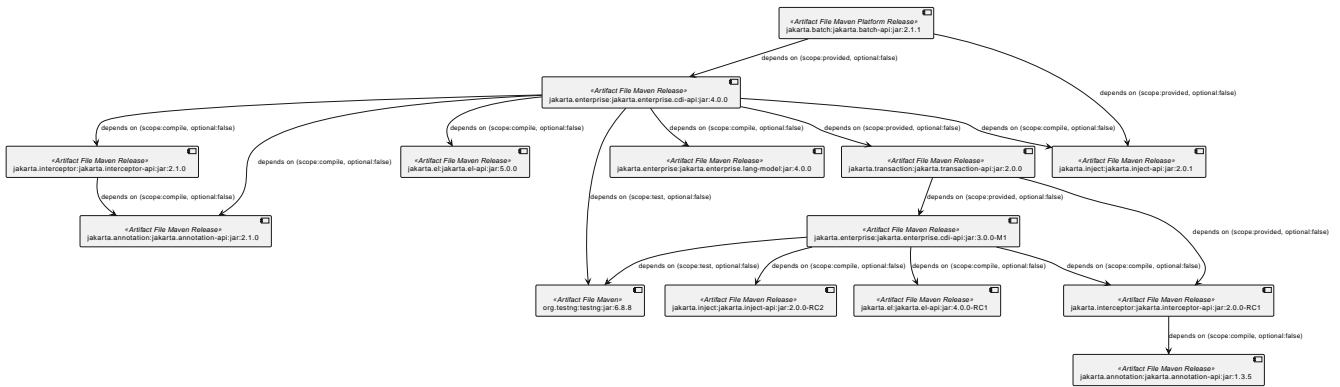 «Artifact File Maven Platform Release»
jakarta.batch:jakarta.batch-api:jar:2.1.1
depends on (scope:provided, optional:false)
«Artifact File Maven Release»
jakarta.enterprise:jakarta.enterprise.cdi-api:jar:4.0.0
depends on (scope:provided, optional:false)
depends on (scope:compile, optional:false)
depends on (scope:compile, optional:false)
depends on (scope:compile, optional:false)
depends on (scope:provided, optional:false)
depends on (scope:compile, optional:false)
«Artifact File Maven Release»
jakarta.interceptor:jakarta.interceptor-api:jar:2.1.0
depends on (scope:compile, optional:false)
«Artifact File Maven Release»
jakarta.el:jakarta.el-api:jar:5.0.0
«Artifact File Maven Release»
jakarta.enterprise:jakarta.enterprise.lang-model:jar:4.0.0
«Artifact File Maven Release»
jakarta.transaction:jakarta.transaction-api:jar:2.0.0
«Artifact File Maven Release»
jakarta.inject:jakarta.inject-api:jar:2.0.1
depends on (scope:compile, optional:false)
depends on (scope:test, optional:false)
depends on (scope:provided, optional:false)
«Artifact File Maven Release»
jakarta.annotation:jakarta.annotation-api:jar:2.1.0
«Artifact File Maven Release»
jakarta.enterprise:jakarta.enterprise.cdi-api:jar:3.0.0-M1
depends on (scope:provided, optional:false)
depends on (scope:test, optional:false)
depends on (scope:compile, optional:false)
depends on (scope:compile, optional:false)
depends on (scope:compile, optional:false)
«Artifact File Maven»
org.testng:testng:jar:6.8.8
«Artifact File Maven Release»
jakarta.inject:jakarta.inject-api:jar:2.0.0-RC2
«Artifact File Maven Release»
jakarta.el:jakarta.el-api:jar:4.0.0-RC1
«Artifact File Maven Release»
jakarta.interceptor:jakarta.interceptor-api:jar:2.0.0-RC1
depends on (scope:compile, optional:false)
«Artifact File Maven Release»
jakarta.annotation:jakarta.annotation-api:jar:1.3.5